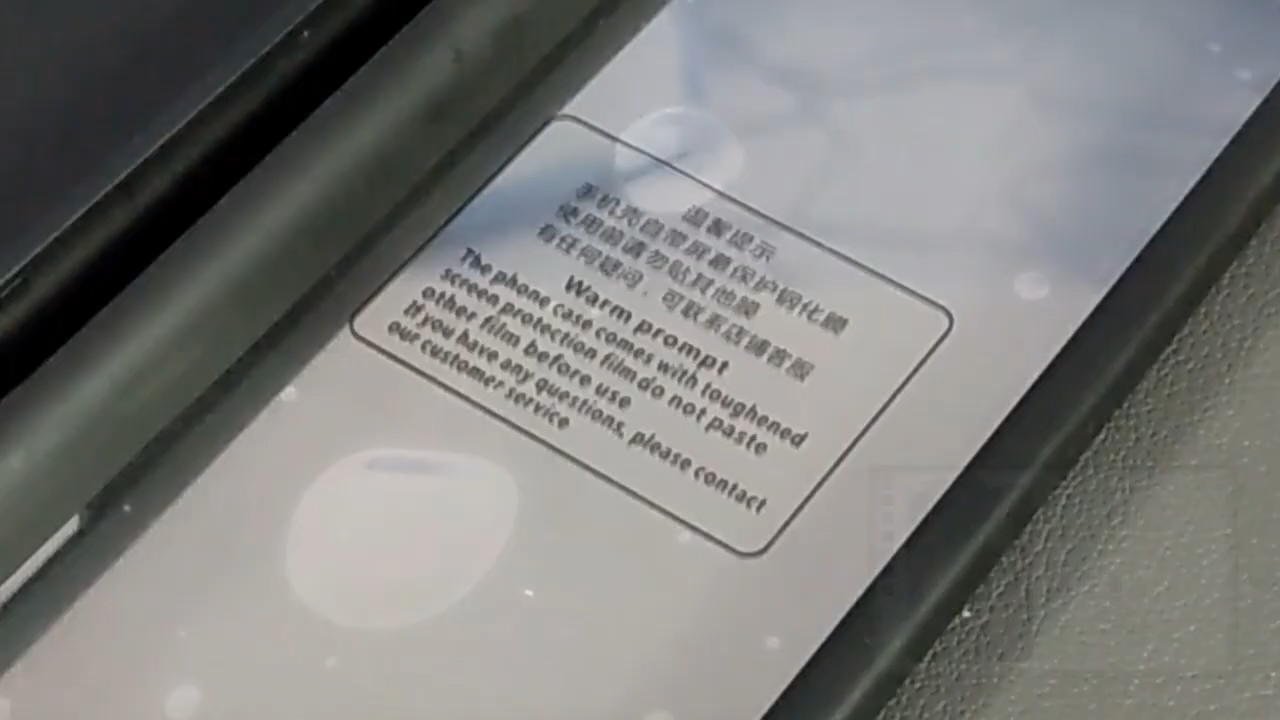 温馨提示
手机壳自带屏幕保护钢化膜
使用前请勿贴其他膜
有任何疑问，可联系店铺客服
Warm prompt
The phone case comes with toughened
screen protection film do not paste
other film before use
If you have any questions, please contact
our customer service